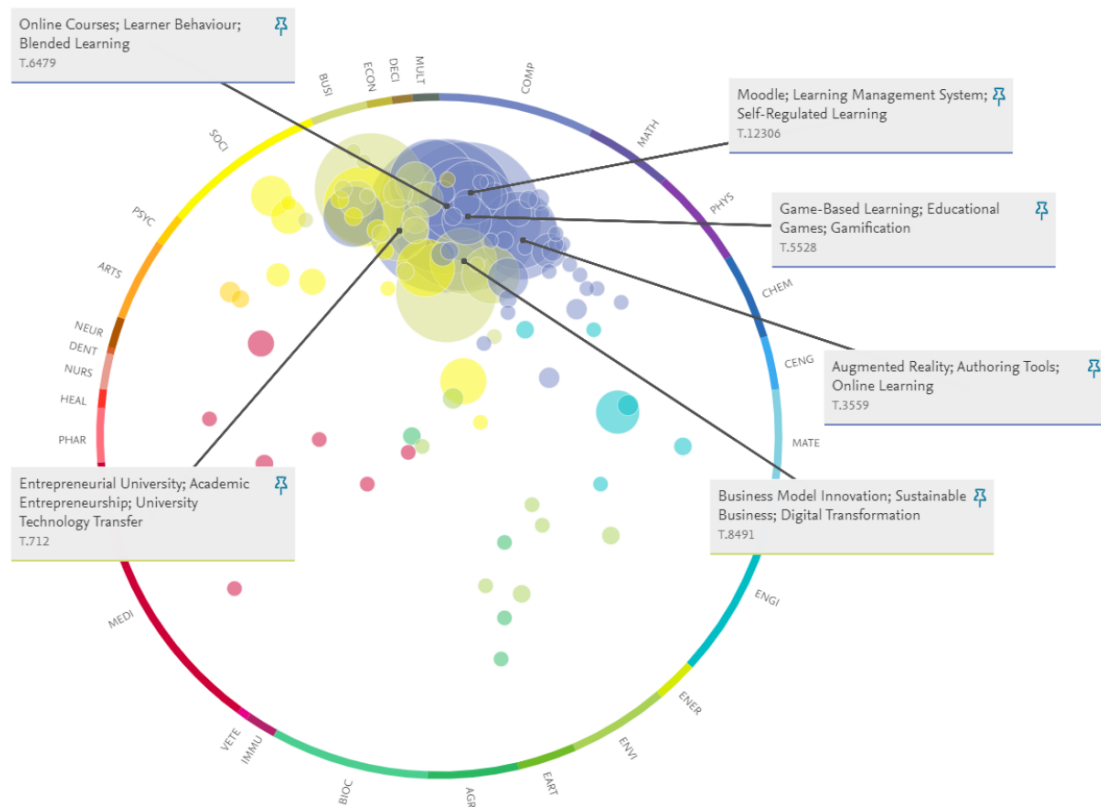 Online Courses; Learner Behaviour;
Blended Learning
T.6479
BUSI
ECON
DECI
MULT
COMP
Moodle; Learning Management System;
Self-Regulated Learning
T.12306
SOCI
MATH
PSYC
PHYS
Game-Based Learning; Educational
Games; Gamification
T.5528
ARTS
CHEM
NEUR
DENT
NURS
CENG
Augmented Reality; Authoring Tools;
Online Learning
T.3559
HEAL
PHAR
MATE
Entrepreneurial University; Academic
Entrepreneurship; University
Technology Transfer
T.712
Business Model Innovation; Sustainable
Business; Digital Transformation
T.8491
MEDI
ENGI
ENER
VETE
IMMU
ENVI
BIOC
AGR
EART